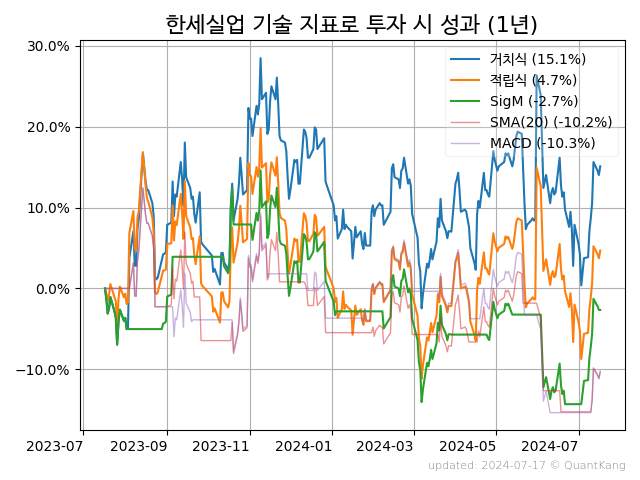 한세실업 기술 지표로 투자 시 성과 (1년)
30.0%
20.0%
10.0%
0.0%
−10.0%
거치식 (15.1%)
적립식 (4.7%)
SigM (-2.7%)
SMA(20) (-10.2%)
MACD (-10.3%)
2023-07 2023-09 2023-11 2024-01 2024-03 2024-05 2024-07
updated: 2024-07-17 © QuantKang